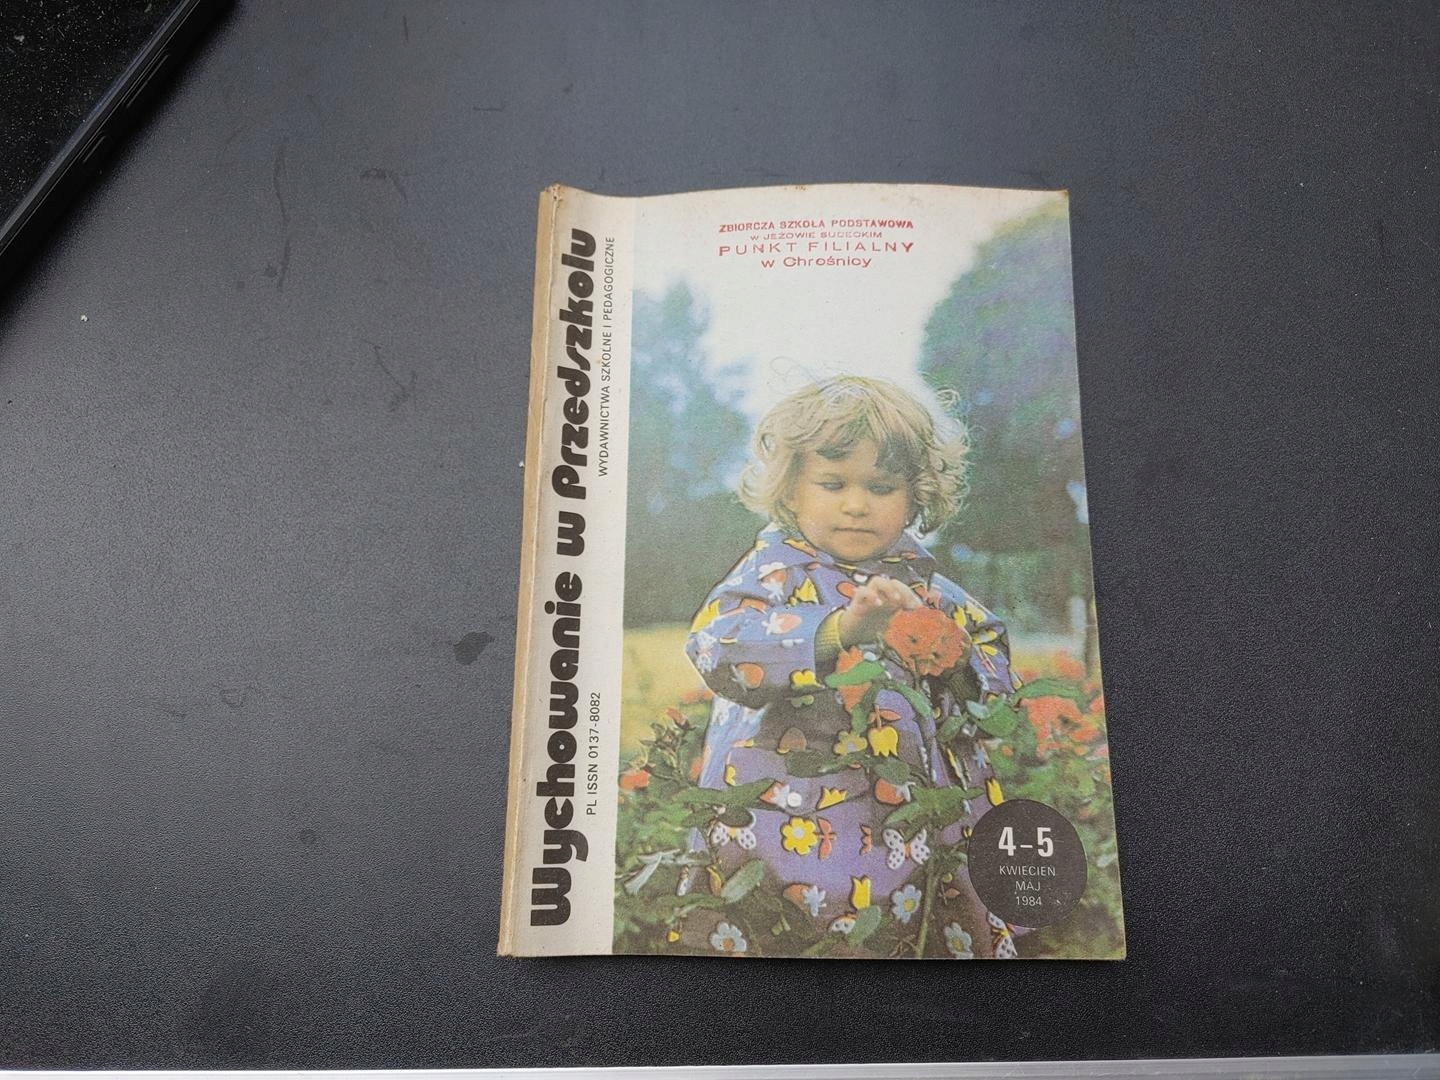 ZBIORCZA SZKOŁA PODSTAWOWA
W JEŻOWIE SUDECKIM
PUNKT FILIALNY
w Chrośnicy
Wychowanie w Przedszkolu
WYDAWNICTWA SZKOLNE I PEDAGOGICZNE
PL ISSN 0137-8082
4-5
KWIECIEŃ
MAJ
1984